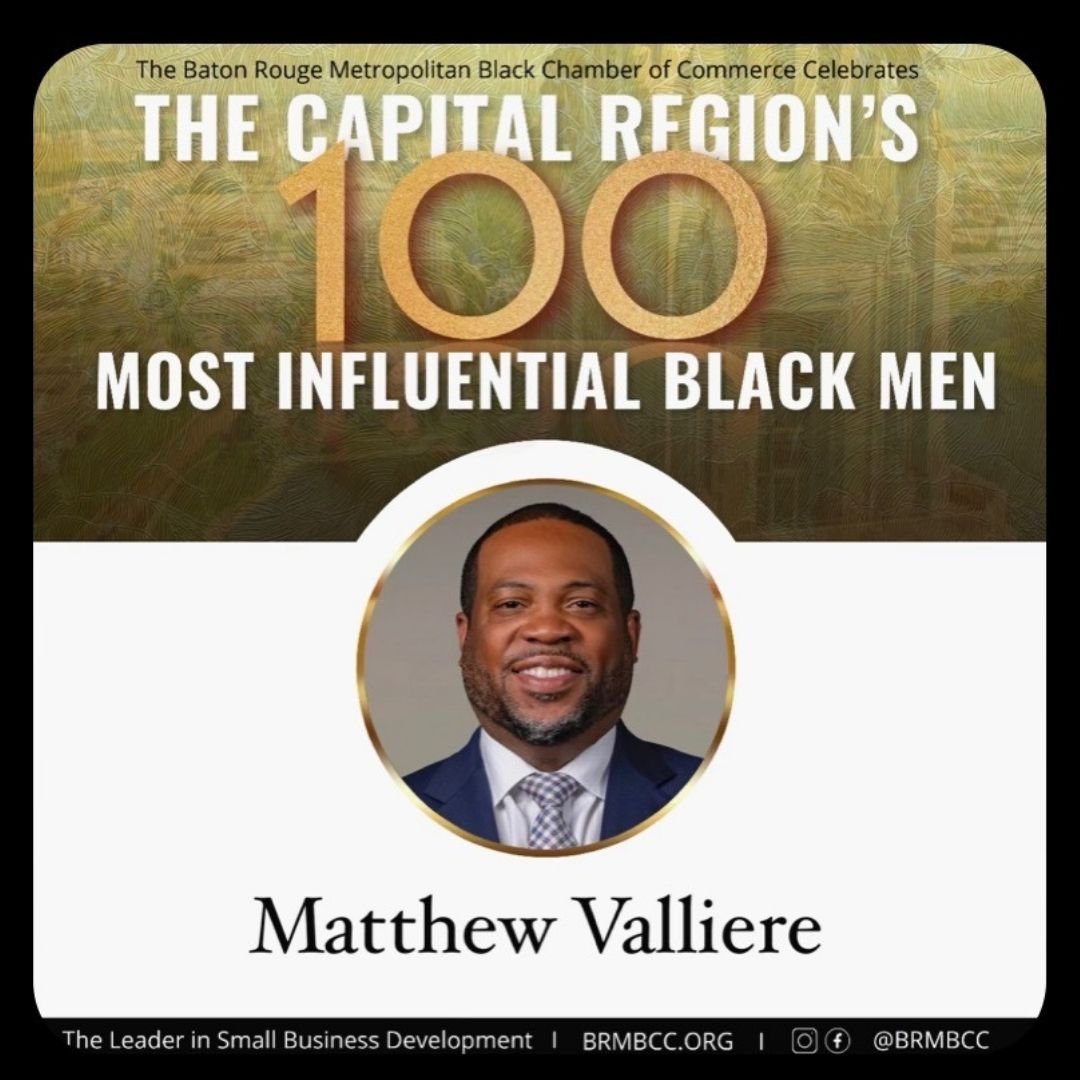 The Baton Rouge Metropolitan Black Chamber of Commerce Celebrates
THE CAPITAL REGION'S
100
MOST INFLUENTIAL BLACK MEN
Matthew Valliere
The Leader in Small Business Development | BRMBCC.ORG | @BRMBCC